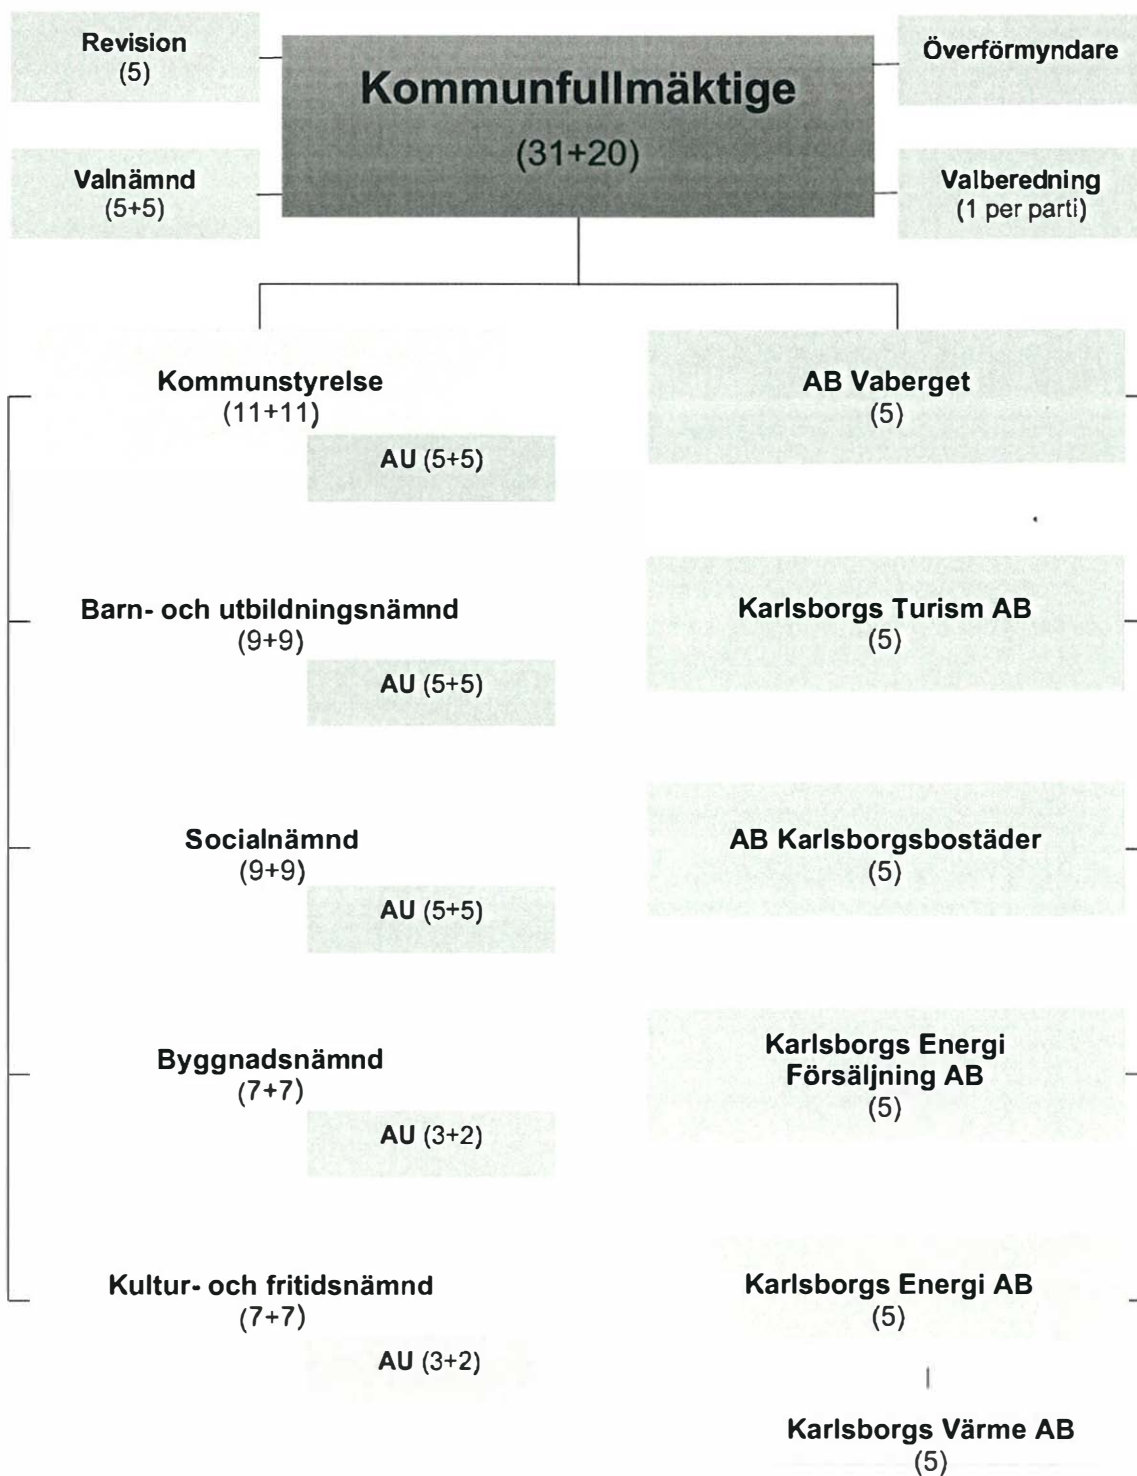 Revision
(5)
Kommunfullmäktige
(31+20)
Överförmyndare
Valnämnd
(5+5)
Valberedning
(1 per parti)
Kommunstyrelse
(11+11)
AU (5+5)
AB Vaberget
(5)
Barn- och utbildningsnämnd
(9+9)
AU (5+5)
Karlsborgs Turism AB
(5)
Socialnämnd
(9+9)
AU (5+5)
AB Karlsborgsbostäder
(5)
Byggnadsnämnd
(7+7)
AU (3+2)
Karlsborgs Energi
Försäljning AB
(5)
Kultur- och fritidsnämnd
(7+7)
AU (3+2)
Karlsborgs Energi AB
(5)
Karlsborgs Värme AB
(5)